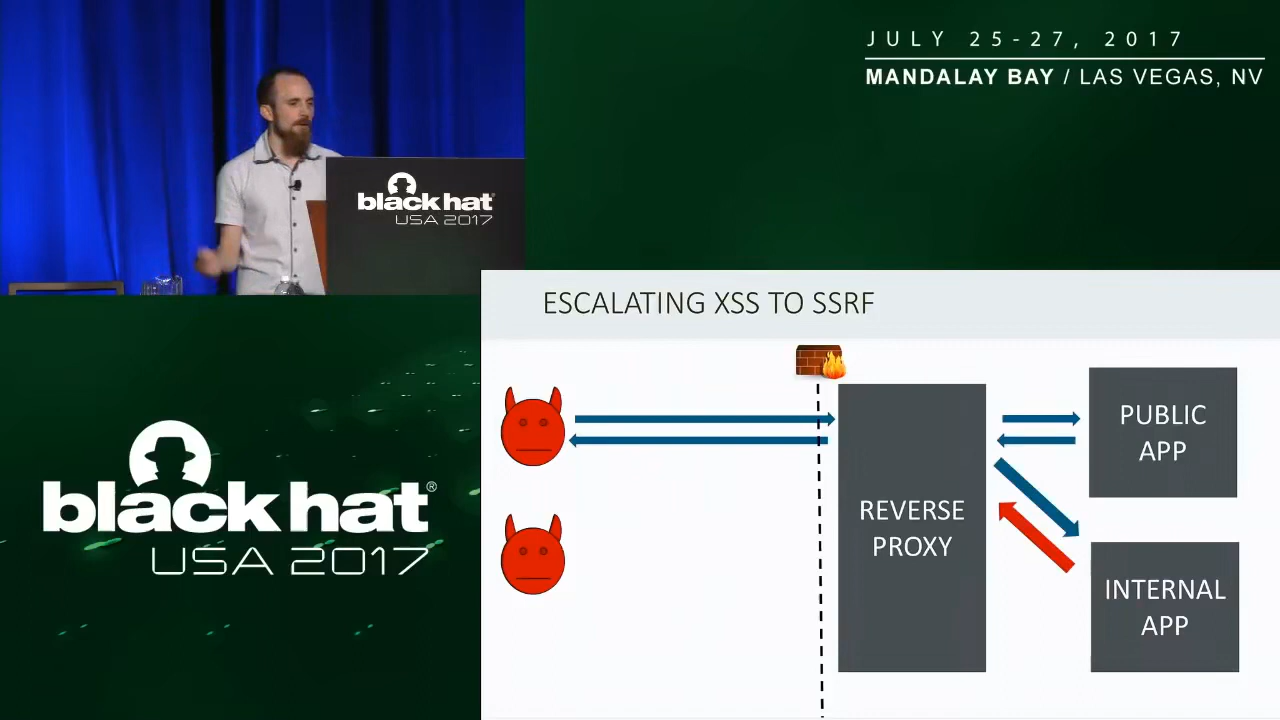 JULY 25-27, 2017
MANDALAY BAY / LAS VEGAS, NV
black hat
USA 2017
ESCALATING XSS TO SSRF
PUBLIC
APP
REVERSE
PROXY
INTERNAL
APP
black hat®
USA 2017